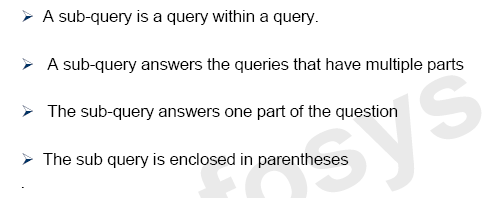 ➢ A sub-query is a query within a query.
➢ A sub-query answers the queries that have multiple parts
➢ The sub-query answers one part of the question
➢ The sub query is enclosed in parentheses
.
fosys